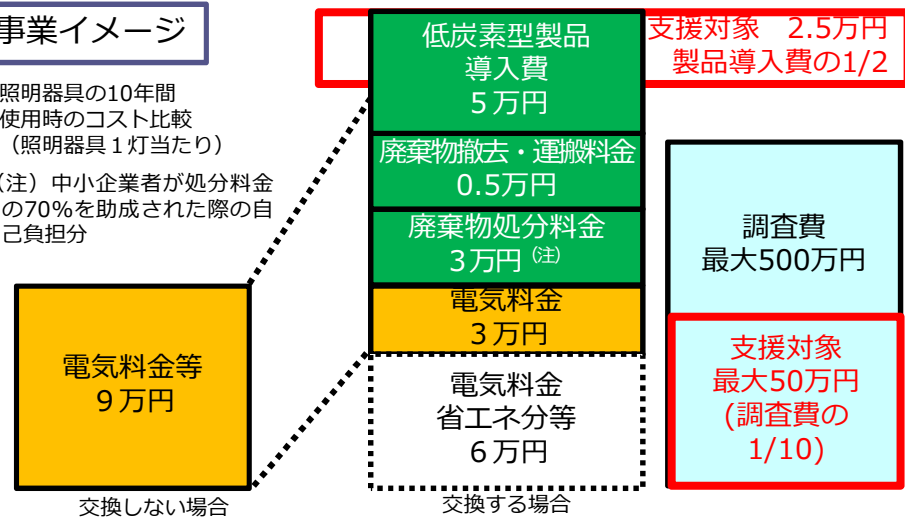 事業イメージ
照明器具の10年間
使用時のコスト比較
（照明器具１灯当たり）
（注）中小企業者が処分料金
の70％を助成された際の自
己負担分
電気料金等
９万円
交換しない場合
低炭素型製品
導入費
５万円
廃棄物撤去・運搬料金
0.5万円
廃棄物処分料金
３万円（注）
電気料金
３万円
電気料金
省エネ分等
６万円
交換する場合
支援対象　2.5万円
製品導入費の1/2
調査費
最大500万円
支援対象
最大50万円
(調査費の
1/10)